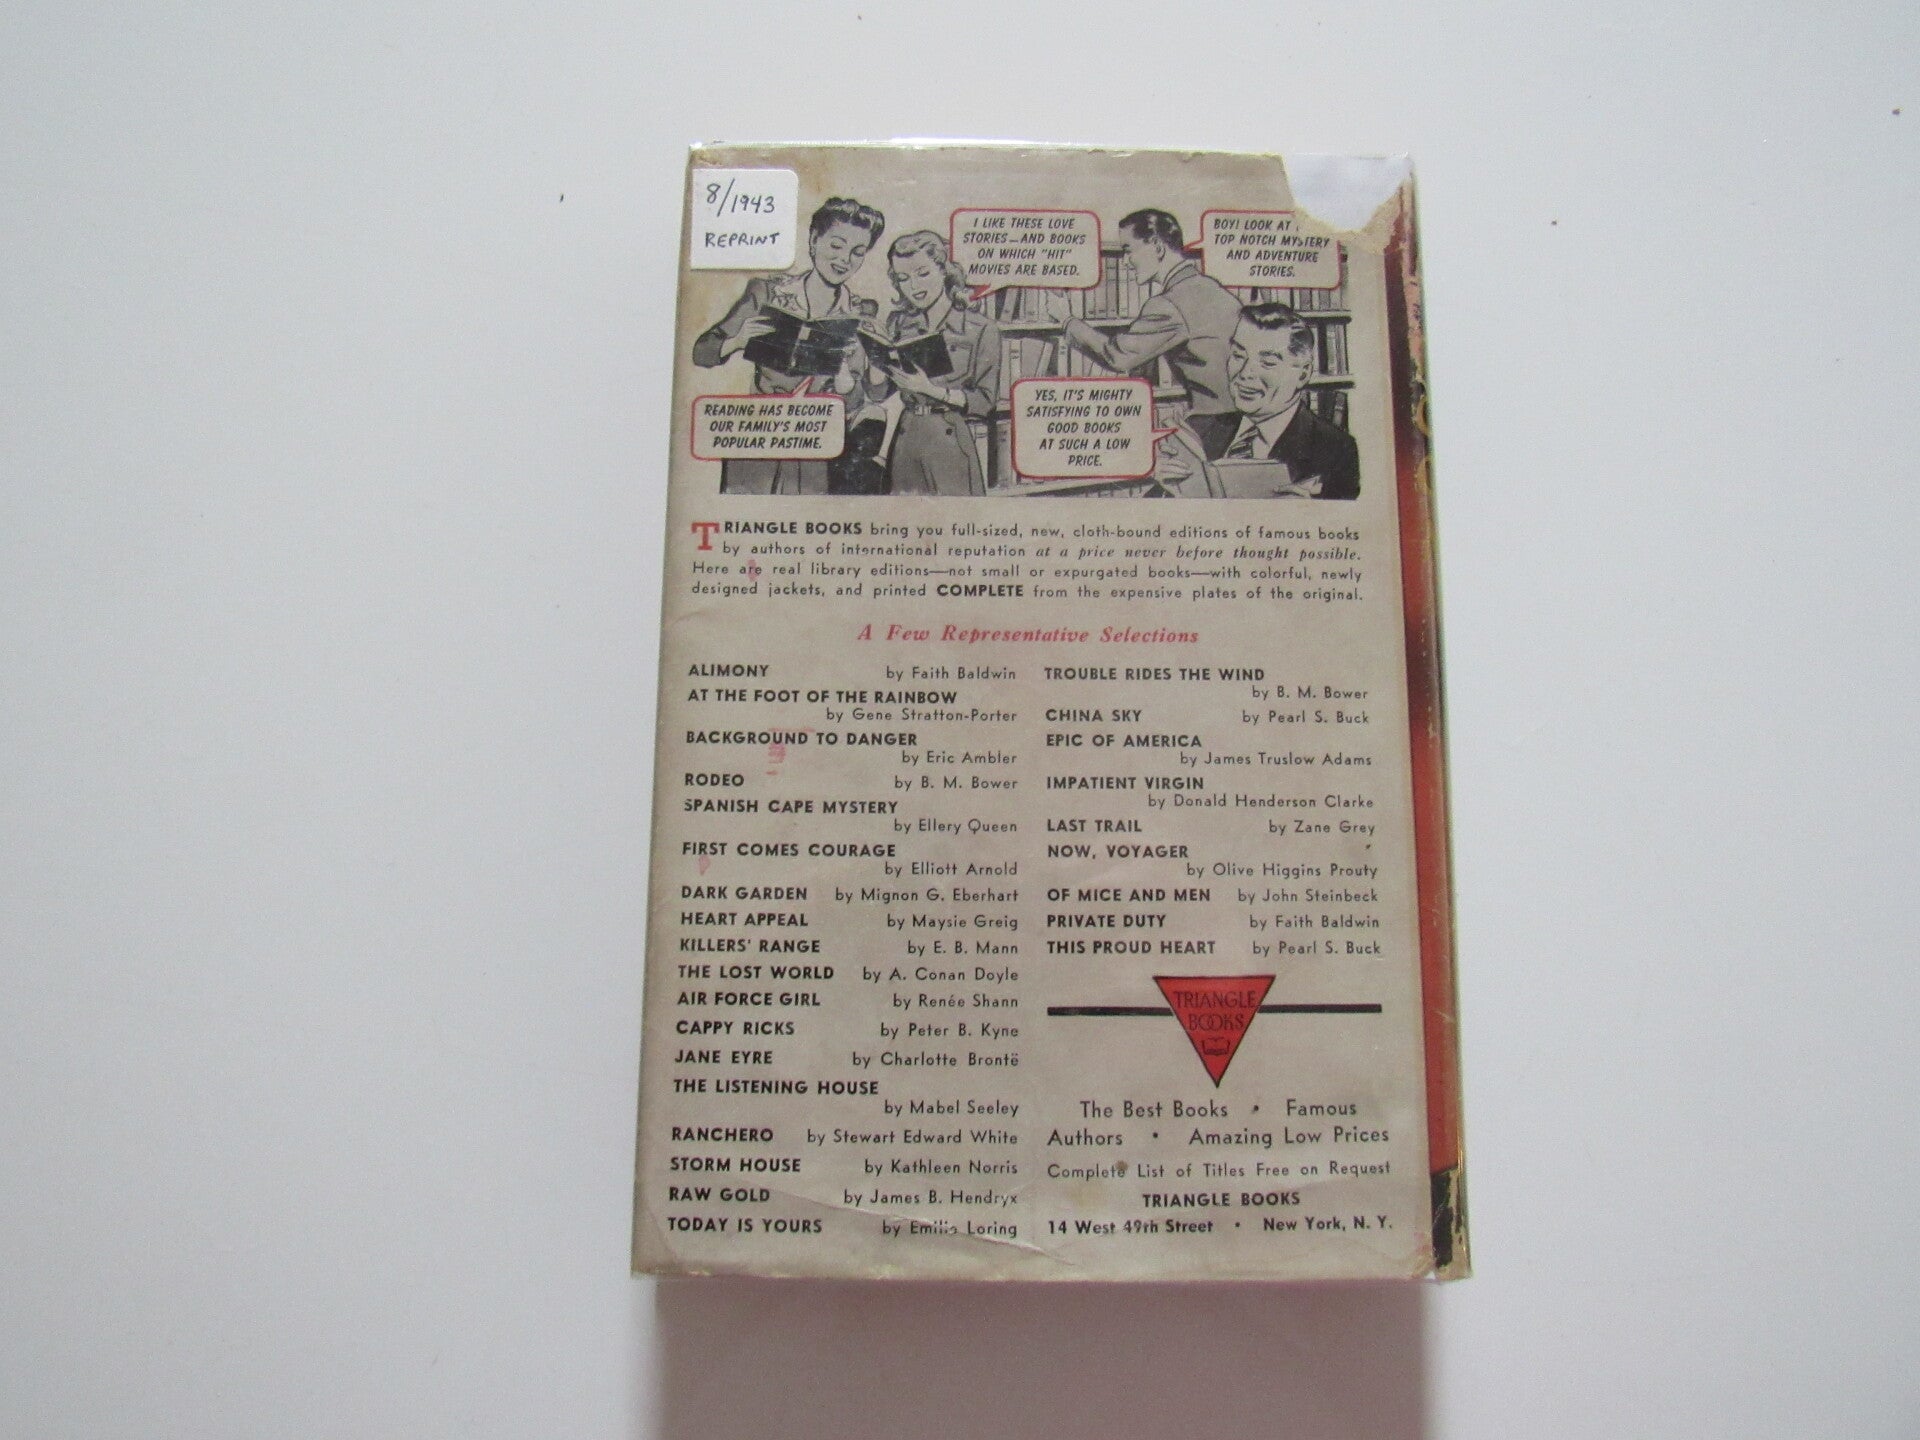 8/1943
REPRINT
I LIKE THESE LOVE
STORIES—AND BOOKS
ON WHICH "HIT"
MOVIES ARE BASED.
BOY! LOOK AT
TOP NOTCH MYSTERY
AND ADVENTURE
STORIES.
READING HAS BECOME
OUR FAMILY'S MOST
POPULAR PASTIME.
YES, IT'S MIGHTY
SATISFYING TO OWN
GOOD BOOKS
AT SUCH A LOW
PRICE.
TRIANGLE BOOKS bring you full-sized, new, cloth-bound editions of famous books
by authors of international reputation at a price never before thought possible.
Here are real library editions—not small or expurgated books—with colorful, newly
designed jackets, and printed COMPLETE from the expensive plates of the original.
A Few Representative Selections
ALIMONY by Faith Baldwin
AT THE FOOT OF THE RAINBOW
by Gene Stratton-Porter
BACKGROUND TO DANGER
by Eric Ambler
RODEO by B. M. Bower
SPANISH CAPE MYSTERY
by Ellery Queen
FIRST COMES COURAGE
by Elliott Arnold
DARK GARDEN by Mignon G. Eberhart
HEART APPEAL by Maysie Greig
KILLERS' RANGE by E. B. Mann
THE LOST WORLD by A. Conan Doyle
AIR FORCE GIRL by Renée Shann
CAPPY RICKS by Peter B. Kyne
JANE EYRE by Charlotte Brontë
THE LISTENING HOUSE
by Mabel Seeley
RANCHERO by Stewart Edward White
STORM HOUSE by Kathleen Norris
RAW GOLD by James B. Hendryx
TODAY IS YOURS by Emilie Loring
TROUBLE RIDES THE WIND
by B. M. Bower
CHINA SKY by Pearl S. Buck
EPIC OF AMERICA
by James Truslow Adams
IMPATIENT VIRGIN
by Donald Henderson Clarke
LAST TRAIL by Zane Grey
NOW, VOYAGER
by Olive Higgins Prouty
OF MICE AND MEN by John Steinbeck
PRIVATE DUTY by Faith Baldwin
THIS PROUD HEART by Pearl S. Buck
TRIANGLE
BOOKS
The Best Books • Famous
Authors • Amazing Low Prices
Complete List of Titles Free on Request
TRIANGLE BOOKS
14 West 49th Street • New York, N. Y.